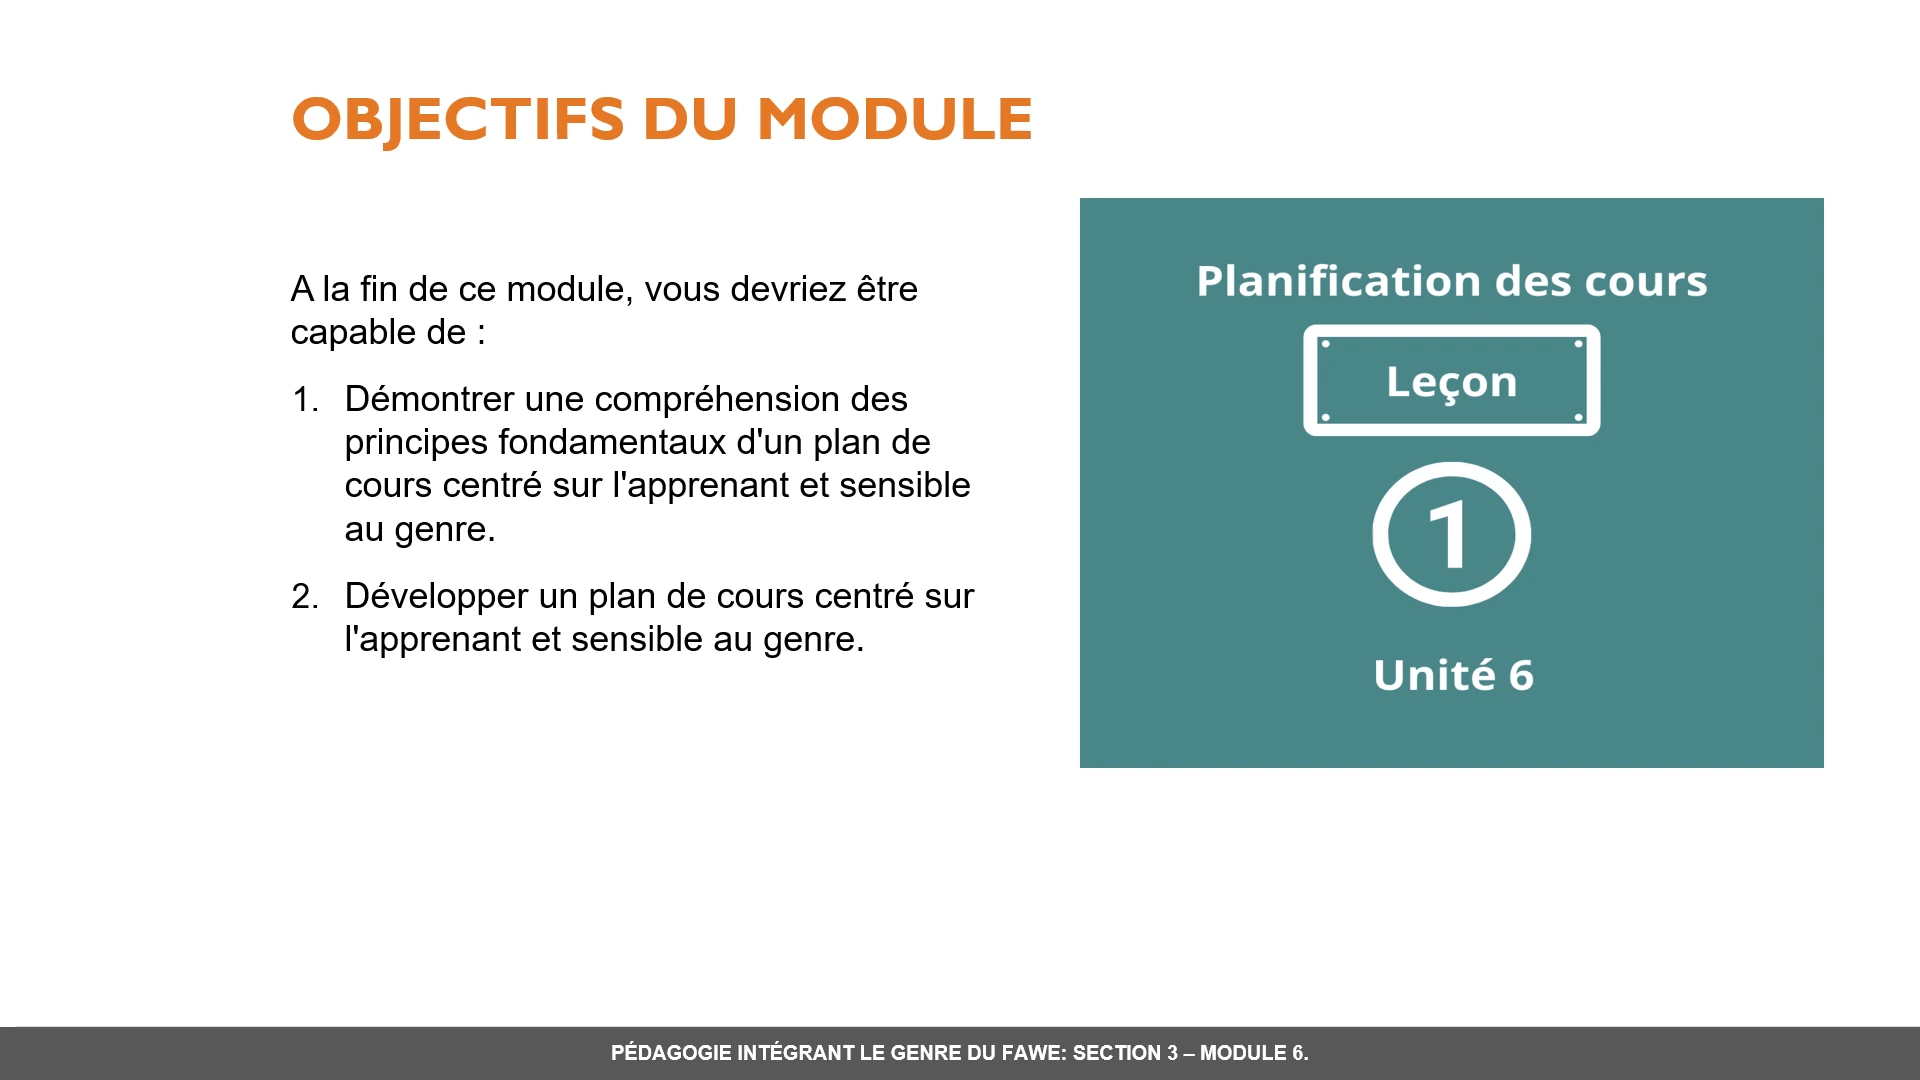 OBJECTIFS DU MODULE
A la fin de ce module, vous devriez être
capable de :
1. Démontrer une compréhension des
principes fondamentaux d'un plan de
cours centré sur l'apprenant et sensible
au genre.
2. Développer un plan de cours centré sur
l'apprenant et sensible au genre.
Planification des cours
Leçon
1
Unité 6
PÉDAGOGIE INTÉGRANT LE GENRE DU FAWE: SECTION 3 – MODULE 6.